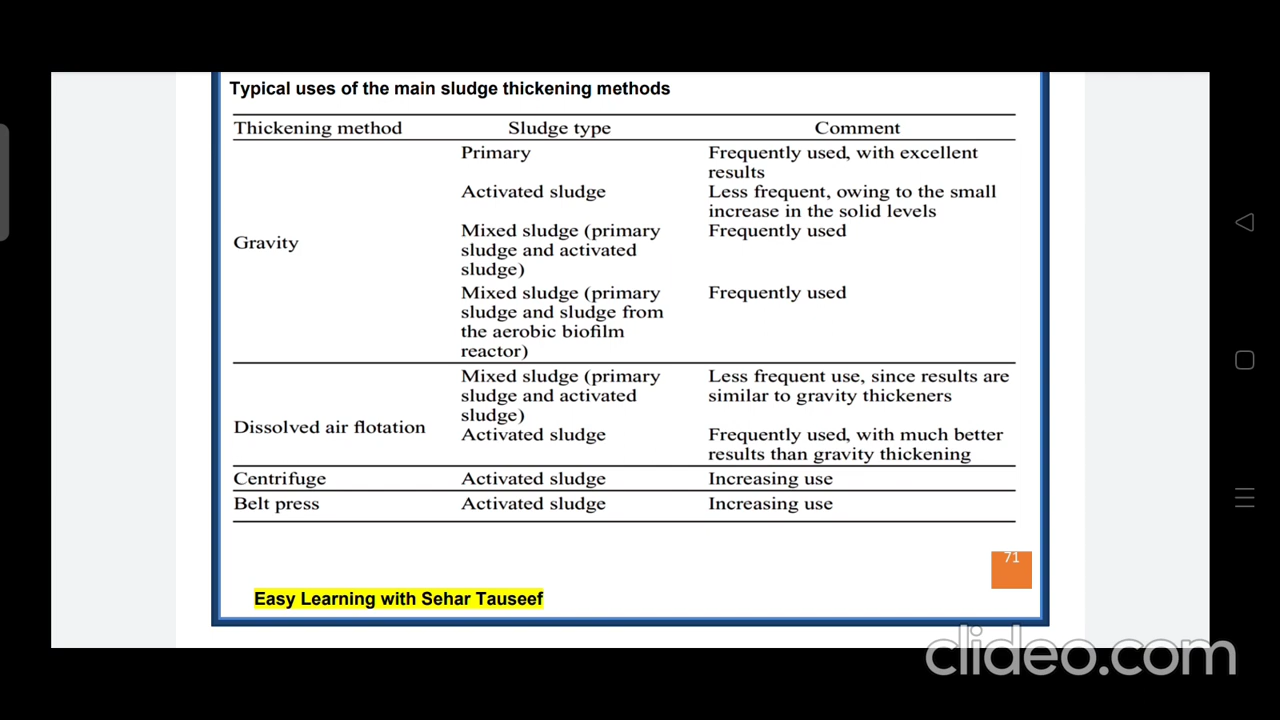 Typical uses of the main sludge thickening methods
Thickening method Sludge type Comment
Primary Frequently used, with excellent
results
Activated sludge Less frequent, owing to the small
increase in the solid levels
Mixed sludge (primary Frequently used
Gravity
sludge and activated
sludge)
Mixed sludge (primary Frequently used
sludge and sludge from
the aerobic biofilm
reactor)
Mixed sludge (primary Less frequent use, since results are
sludge and activated similar to gravity thickeners
sludge)
Dissolved air flotation
Activated sludge Frequently used, with much better
results than gravity thickening
Centrifuge Activated sludge Increasing use
Belt press Activated sludge Increasing use
71
Easy Learning with Sehar Tauseef
clideo.com